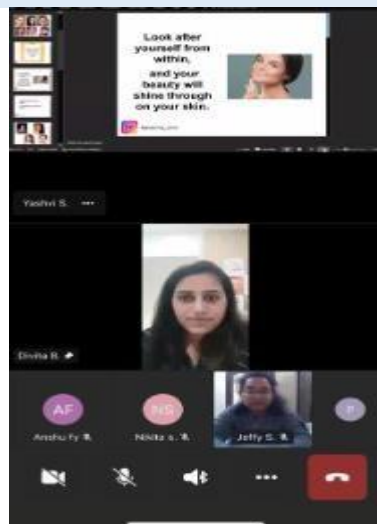 Look after
yourself from
within,
and your
beauty will
shine through
on your skin.
Yashvi S.
Divita B.
AF
NS
P
Anshu fy
Nikita s.
Jeffy S.